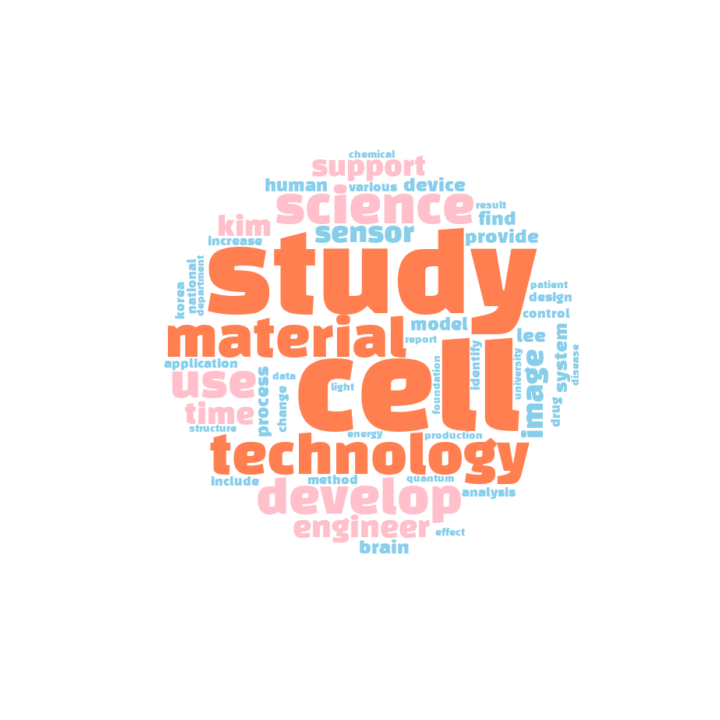 chemical
support
human various device
science result
kim find
sensor provide
increase
study
korea national department
patient
design
control
material model lee
report
application
cell
use process change data light foundation identify university image drug system disease
time
structure
energy production
technology
include method quantum
develop analysis
engineer effect
brain